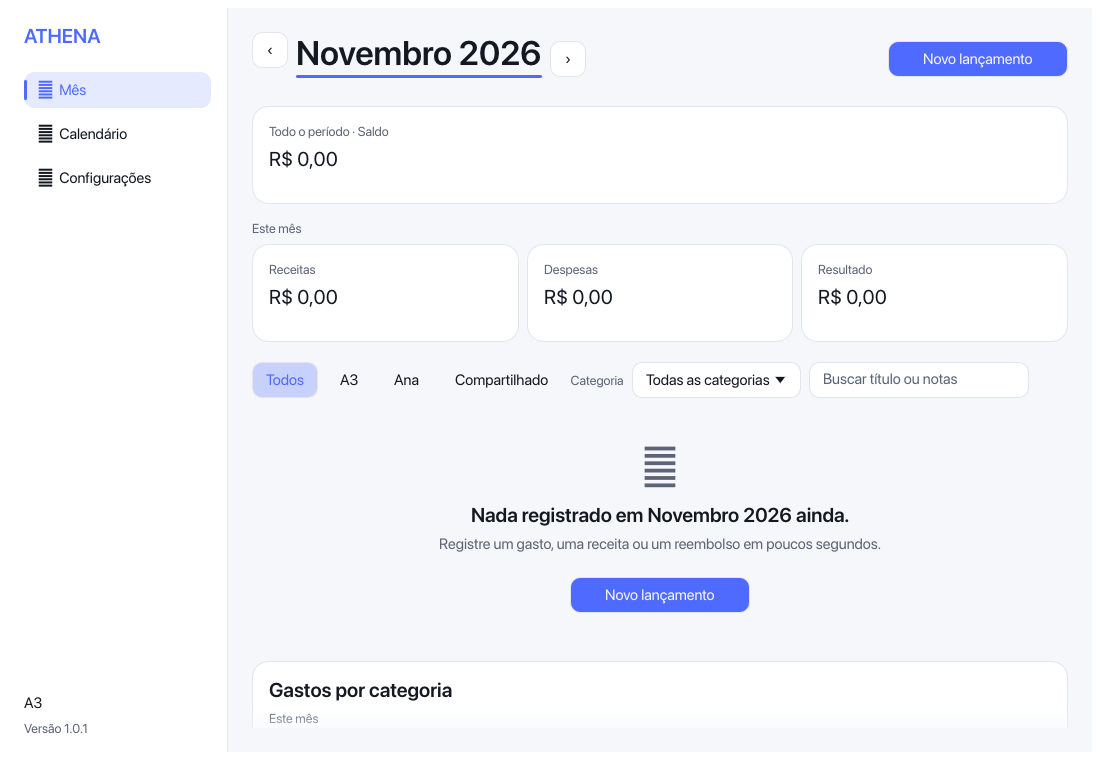 ATHENA
Mês
Calendário
Configurações
A3
Versão 1.0.1
‹ Novembro 2026 ›
Novo lançamento
Todo o período · Saldo
R$ 0,00
Este mês
Receitas
R$ 0,00
Despesas
R$ 0,00
Resultado
R$ 0,00
Todos A3 Ana Compartilhado Categoria Todas as categorias Buscar título ou notas
Nada registrado em Novembro 2026 ainda.
Registre um gasto, uma receita ou um reembolso em poucos segundos.
Novo lançamento
Gastos por categoria
Este mês